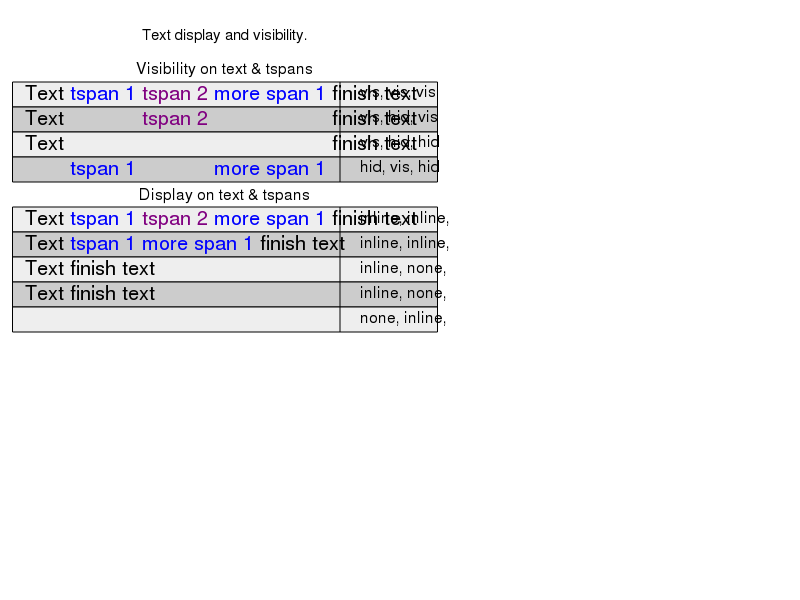 Text display and visibility.
Visibility on text & tspans
Text tspan 1 tspan 2 more span 1 finish text vis, vis, vis
Text tspan 2 finish text vis, hid, vis
Text finish text vis, hid, hid
tspan 1 more span 1 hid, vis, hid
Display on text & tspans
Text tspan 1 tspan 2 more span 1 finish text inline, inline,
Text tspan 1 more span 1 finish text inline, inline,
Text finish text inline, none,
Text finish text inline, none,
none, inline,